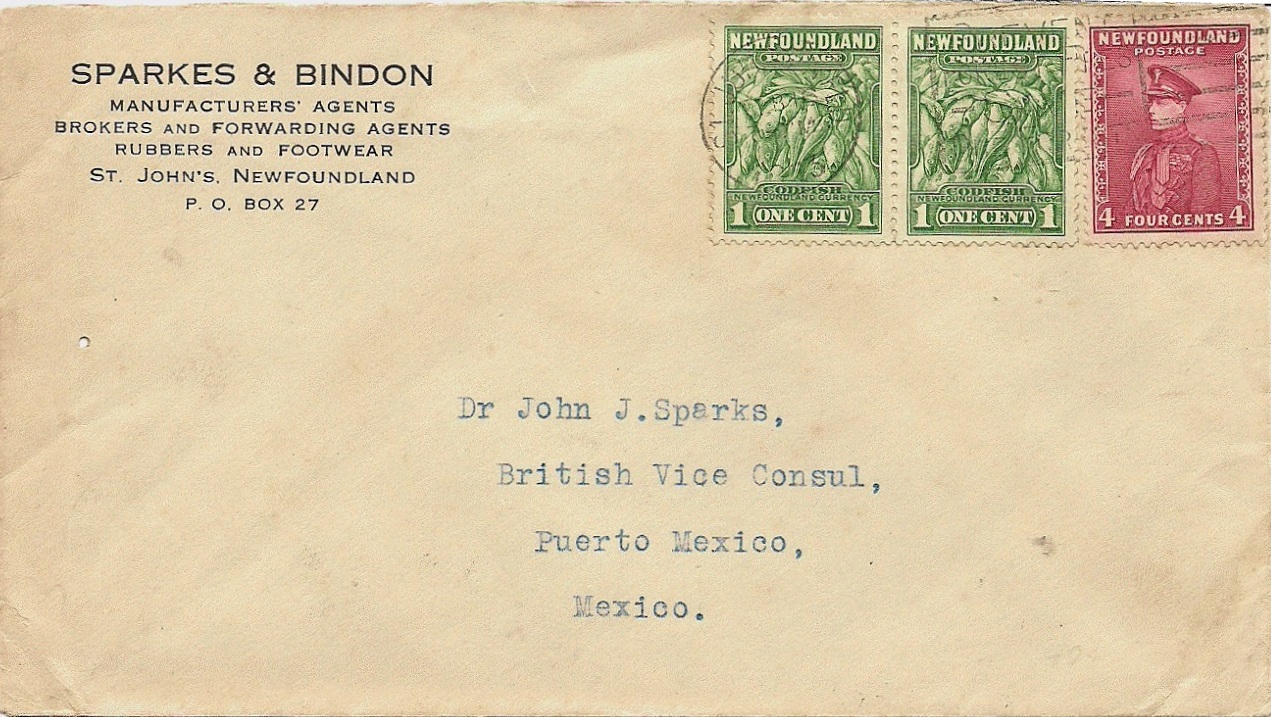 SPARKES & BINDON
MANUFACTURERS' AGENTS
BROKERS AND FORWARDING AGENTS
RUBBERS AND FOOTWEAR
ST. JOHN'S, NEWFOUNDLAND
P. O. BOX 27
NEWFOUNDLAND
POSTAGE
CODFISH
NEWFOUNDLAND CURRENCY
1 ONE CENT 1
NEWFOUNDLAND
POSTAGE
CODFISH
NEWFOUNDLAND CURRENCY
1 ONE CENT 1
NEWFOUNDLAND
POSTAGE
4 FOUR CENTS 4
Dr John J.Sparks,
British Vice Consul,
Puerto Mexico,
Mexico.